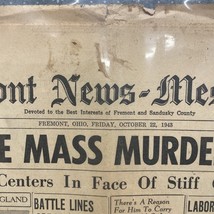 ont News-Mes
Devoted to the Best Interests of Fremont and Sandusky County
FREMONT, OHIO, FRIDAY, OCTOBER 22, 1943
E MASS MURDE
Centers In Face Of Stiff
GLAND
BATTLE LINES
There's A Reason
For Him To Carry
LABOR